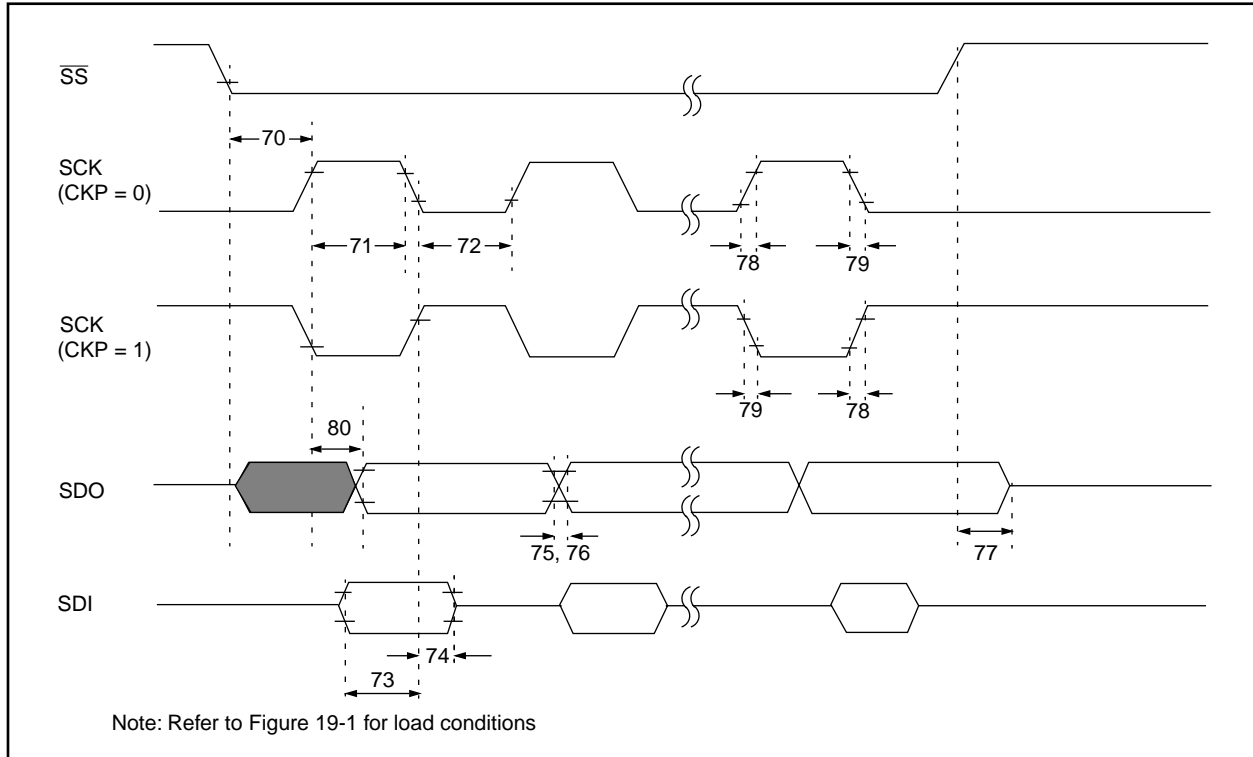 SS
70
SCK
(CKP = 0)
71
72
78
79
SCK
(CKP = 1)
79
78
80
SDO
75, 76
77
SDI
74
73
Note: Refer to Figure 19-1 for load conditions